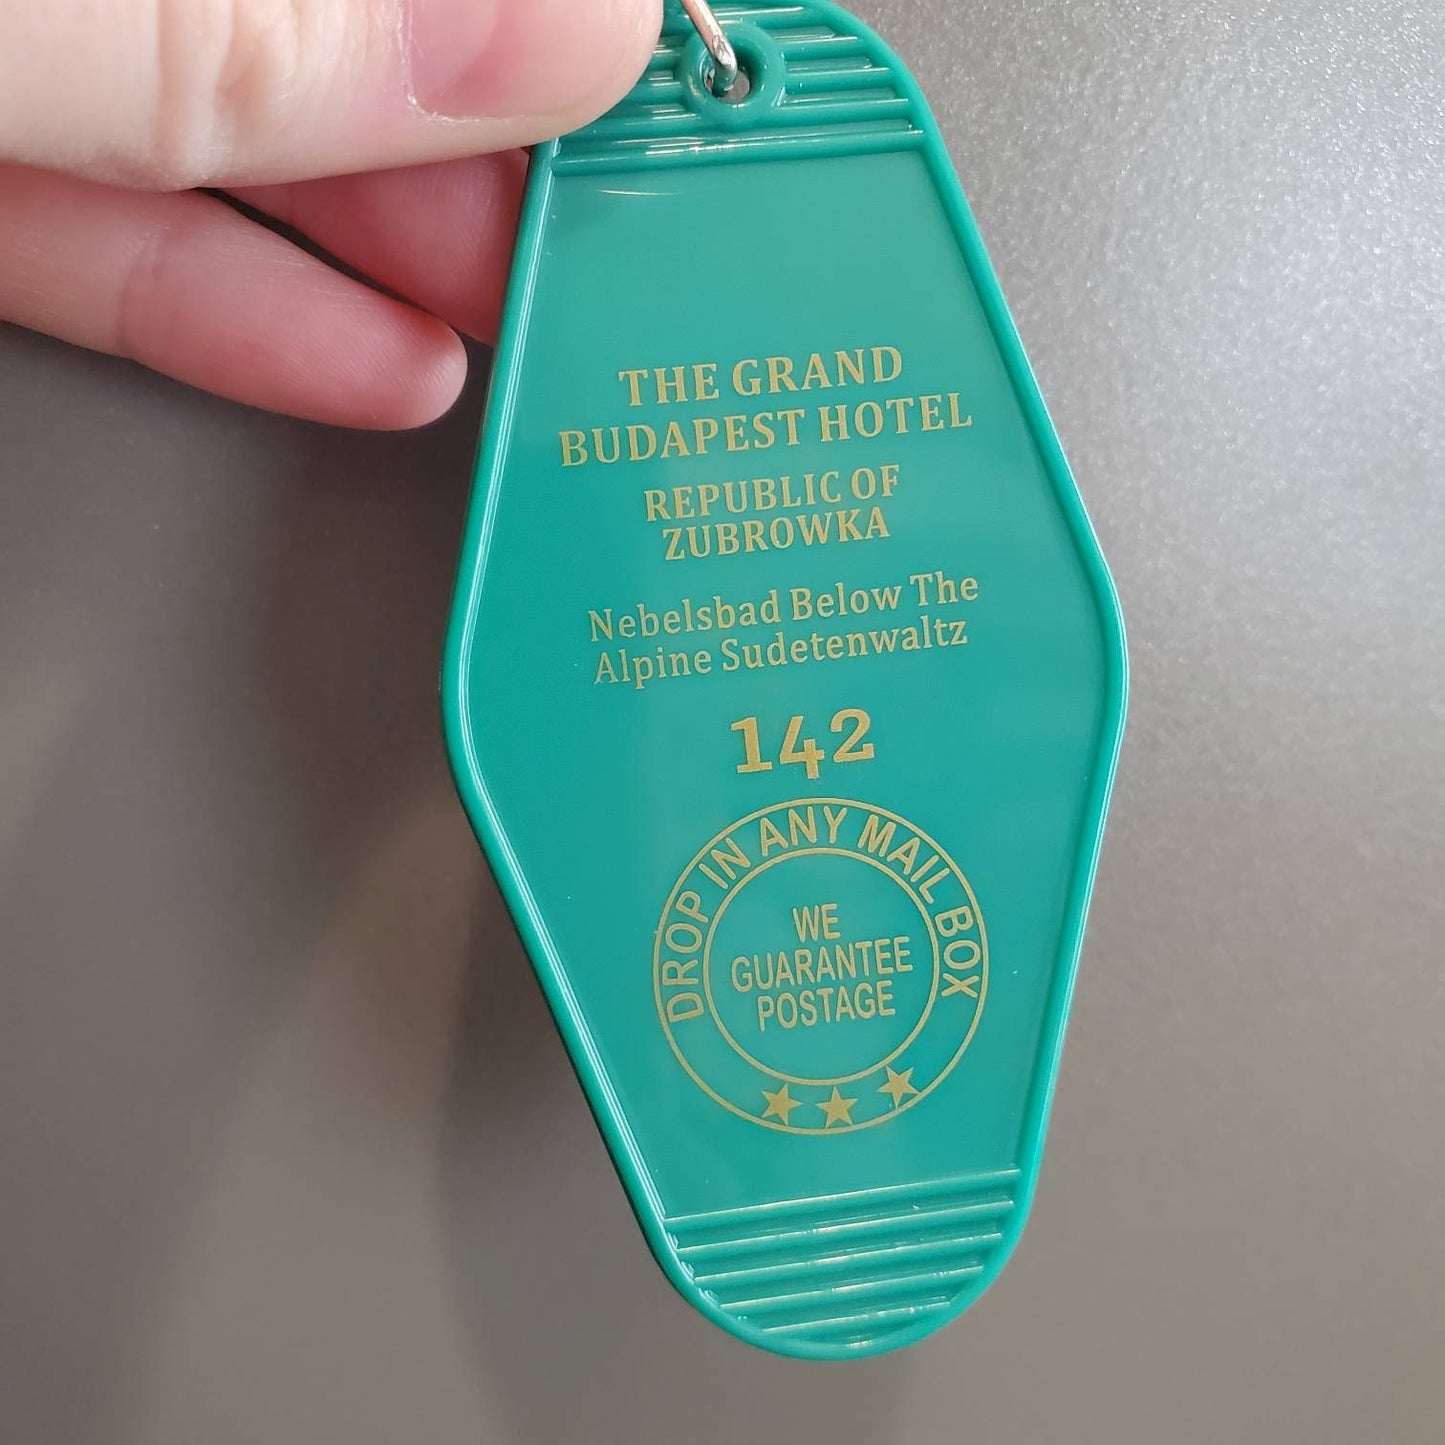 THE GRAND
BUDAPEST HOTEL
REPUBLIC OF
ZUBROWKA
Nebelsbad Below The
Alpine Sudetenwaltz
142
DROP IN ANY MAIL BOX
WE
GUARANTEE
POSTAGE